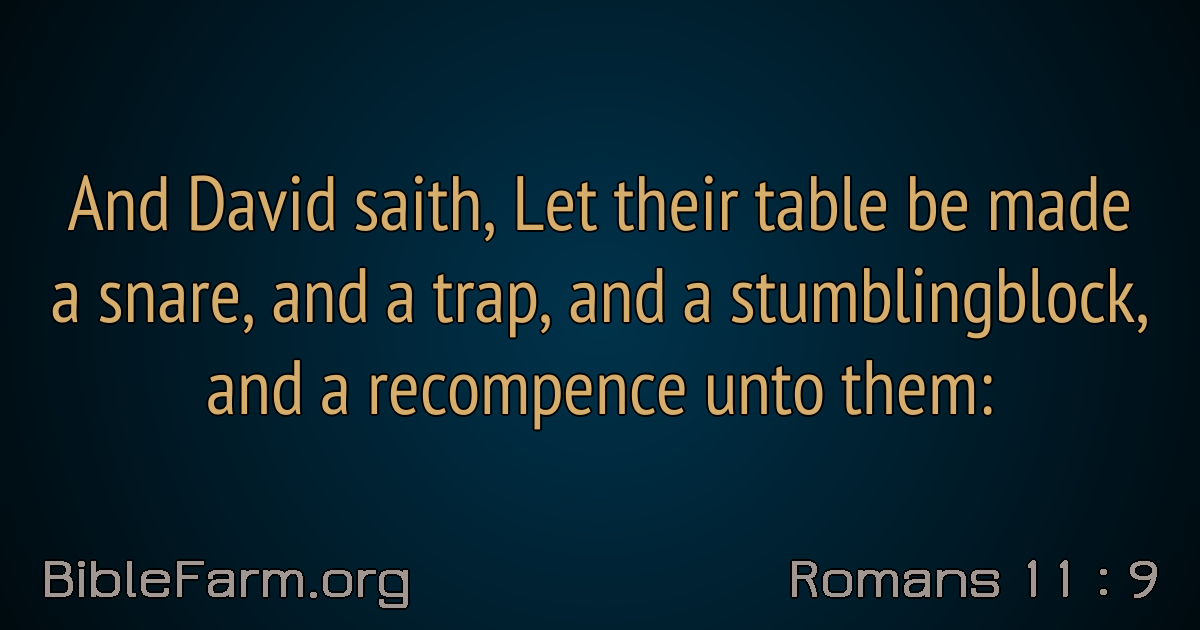 And David saith, Let their table be made
a snare, and a trap, and a stumblingblock,
and a recompence unto them:
BibleFarm.org
Romans 11 : 9